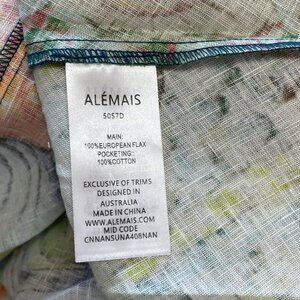 ALÉMAIS
5057D
MAIN:
100%EUROPEAN FLAX
POCKETING:
100%COTTON
EXCLUSIVE OF TRIMS
DESIGNED IN
AUSTRALIA
MADE IN CHINA
WWW.ALEMAIS.COM
MID CODE
CNNANSUNA408NAN